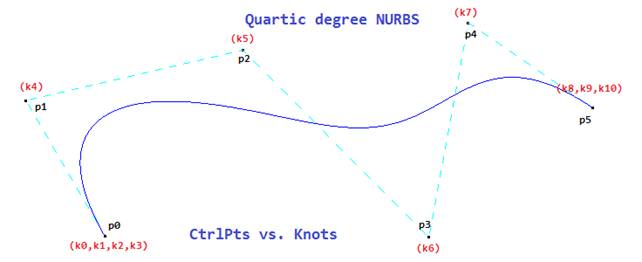 Quartic degree NURBS
(k7)
p4
(k5)
p2
(k4)
p1
(k8,k9,k10)
p5
p0
(k0,k1,k2,k3)
p3
(k6)
CtrlPts vs. Knots